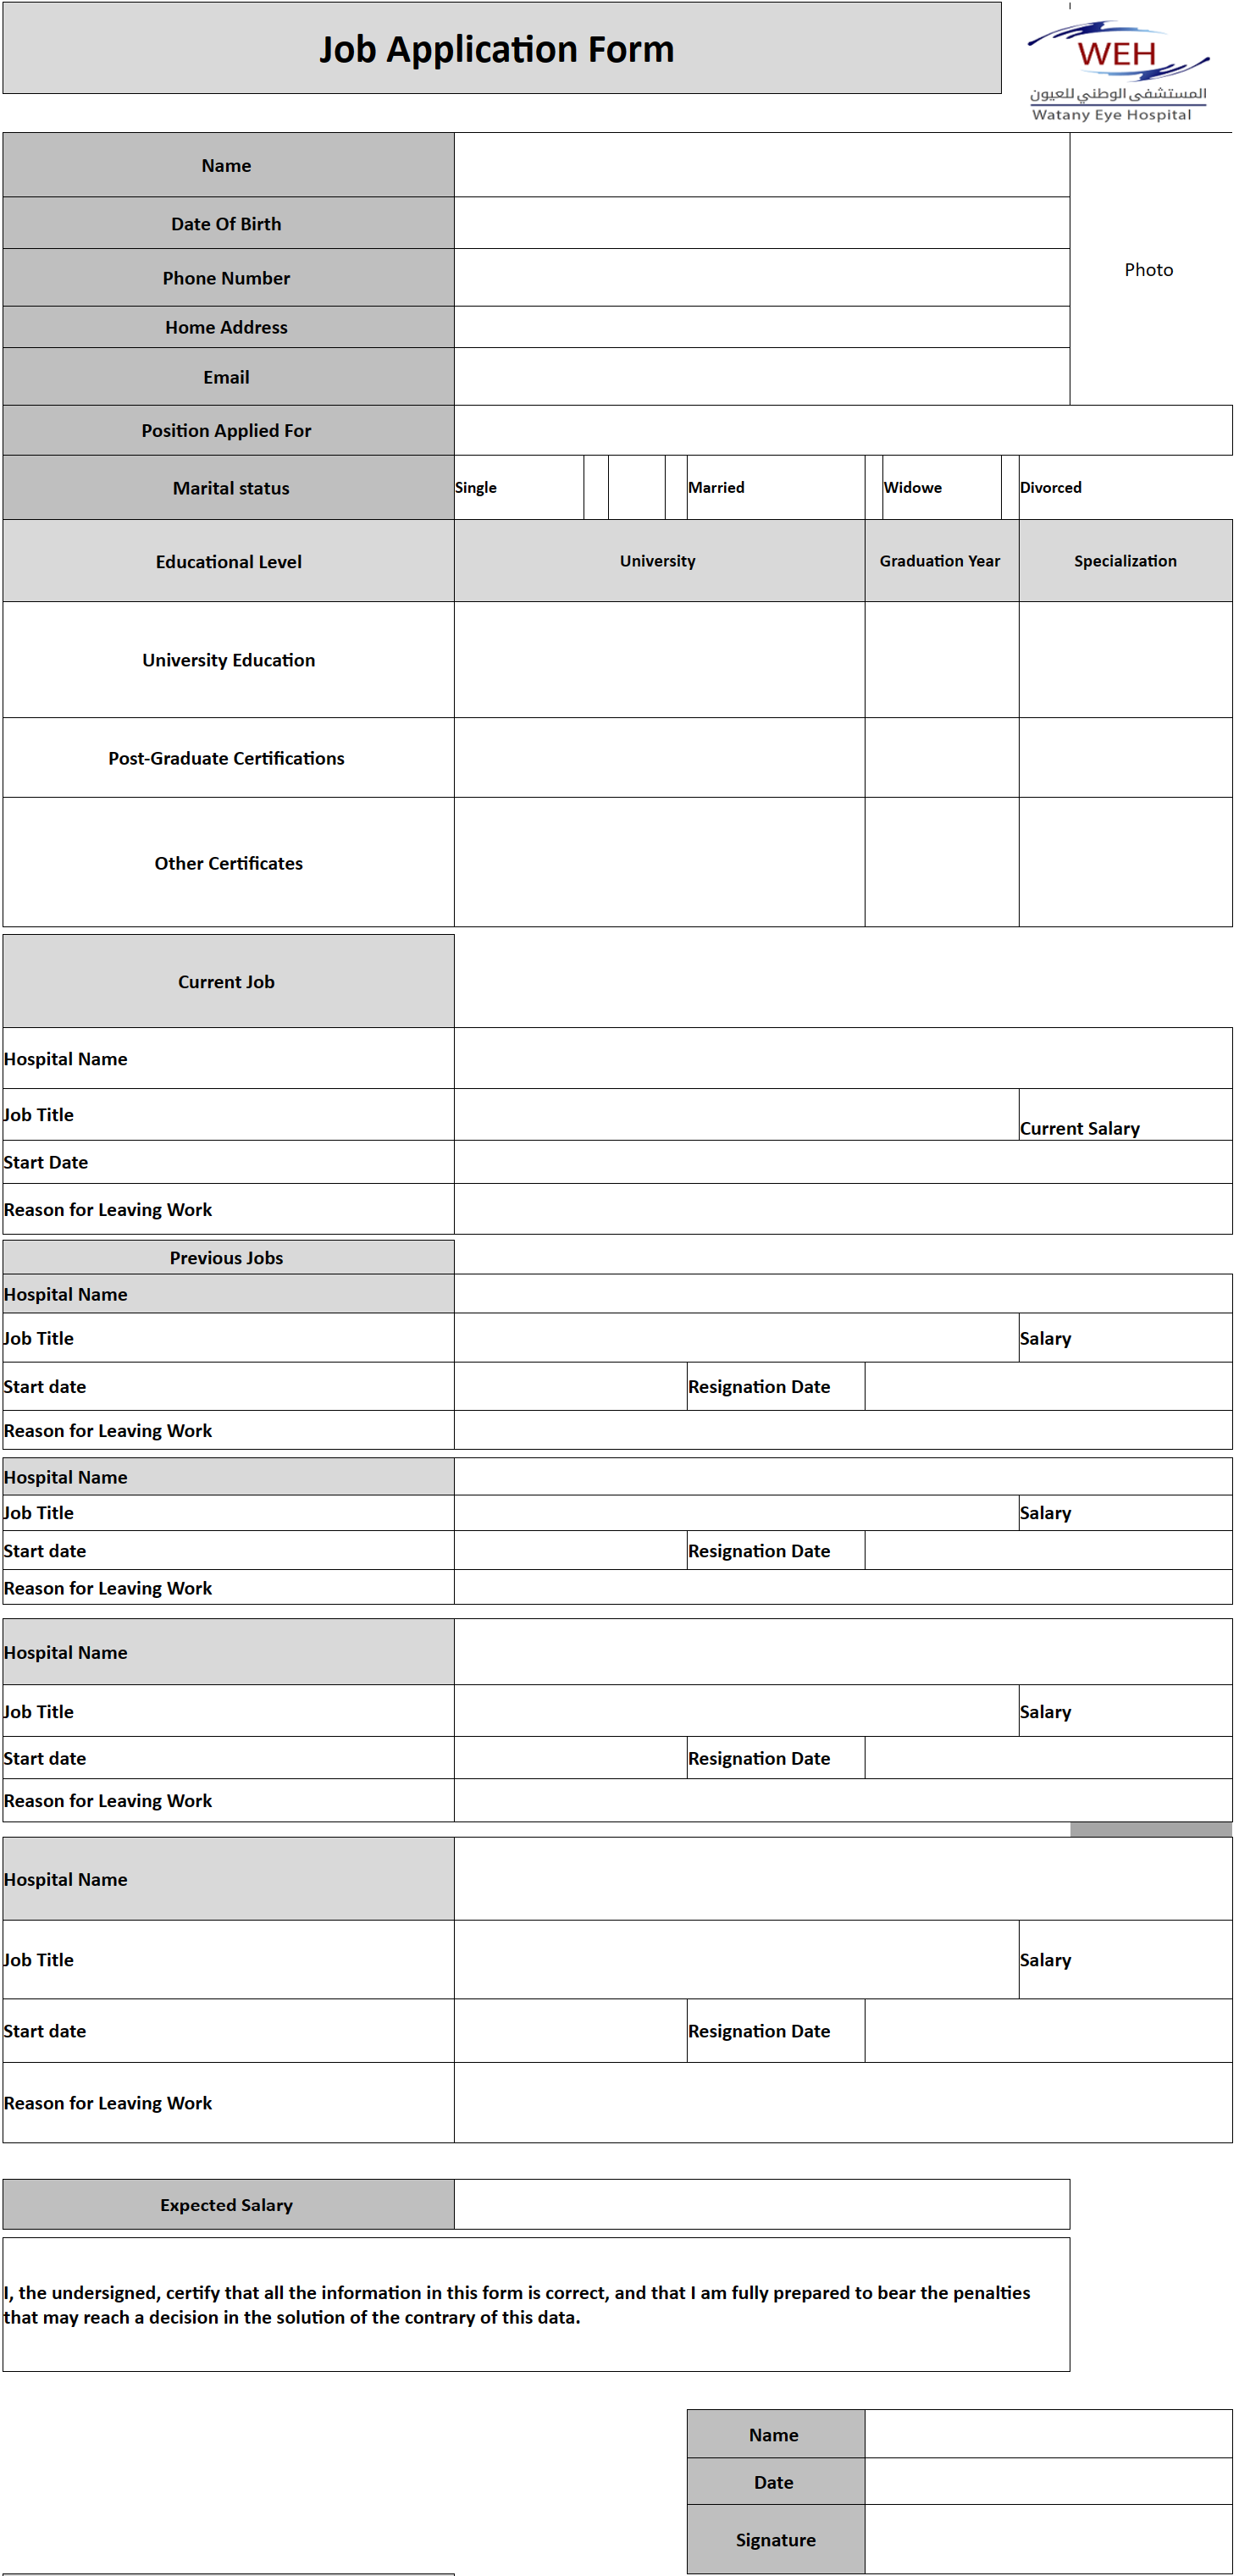 Job Application Form
WEH
المستشفى الوطني للعيون
Watany Eye Hospital
Name
Photo
Date Of Birth
Phone Number
Home Address
Email
Position Applied For
Marital status Single Married Widowe Divorced
Educational Level University Graduation Year Specialization
University Education
Post-Graduate Certifications
Other Certificates
Current Job
Hospital Name
Job Title Current Salary
Start Date
Reason for Leaving Work
Previous Jobs
Hospital Name
Job Title Salary
Start date Resignation Date
Reason for Leaving Work
Hospital Name
Job Title Salary
Start date Resignation Date
Reason for Leaving Work
Hospital Name
Job Title Salary
Start date Resignation Date
Reason for Leaving Work
Hospital Name
Job Title Salary
Start date Resignation Date
Reason for Leaving Work
Expected Salary
I, the undersigned, certify that all the information in this form is correct, and that I am fully prepared to bear the penalties
that may reach a decision in the solution of the contrary of this data.
Name
Date
Signature